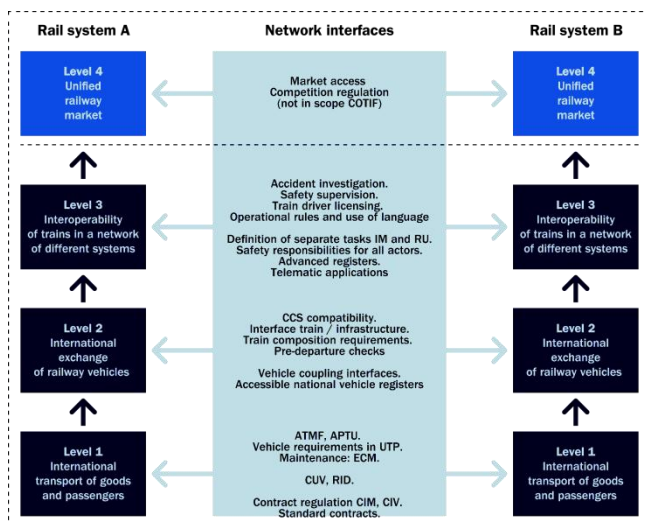 Rail system A
Network interfaces
Rail system B
Level 4
Unified
railway
market
Market access
Competition regulation
(not in scope COTIF)
Level 4
Unified
railway
market
Level 3
Interoperability
of trains in a network
of different systems
Accident investigation.
Safety supervision.
Train driver licensing.
Operational rules and use of language
Definition of separate tasks IM and RU.
Safety responsibilities for all actors.
Advanced registers.
Telematic applications
Level 3
Interoperability
of trains in a network
of different systems
Level 2
International
exchange
of railway vehicles
CCS compatibility.
Interface train / infrastructure.
Train composition requirements.
Pre-departure checks
Vehicle coupling interfaces.
Accessible national vehicle registers
Level 2
International
exchange
of railway vehicles
Level 1
International
transport of goods
and passengers
ATMF, APTU.
Vehicle requirements in UTP.
Maintenance: ECM.
CUV, RID.
Contract regulation CIM, CIV.
Standard contracts.
Level 1
International
transport of goods
and passengers